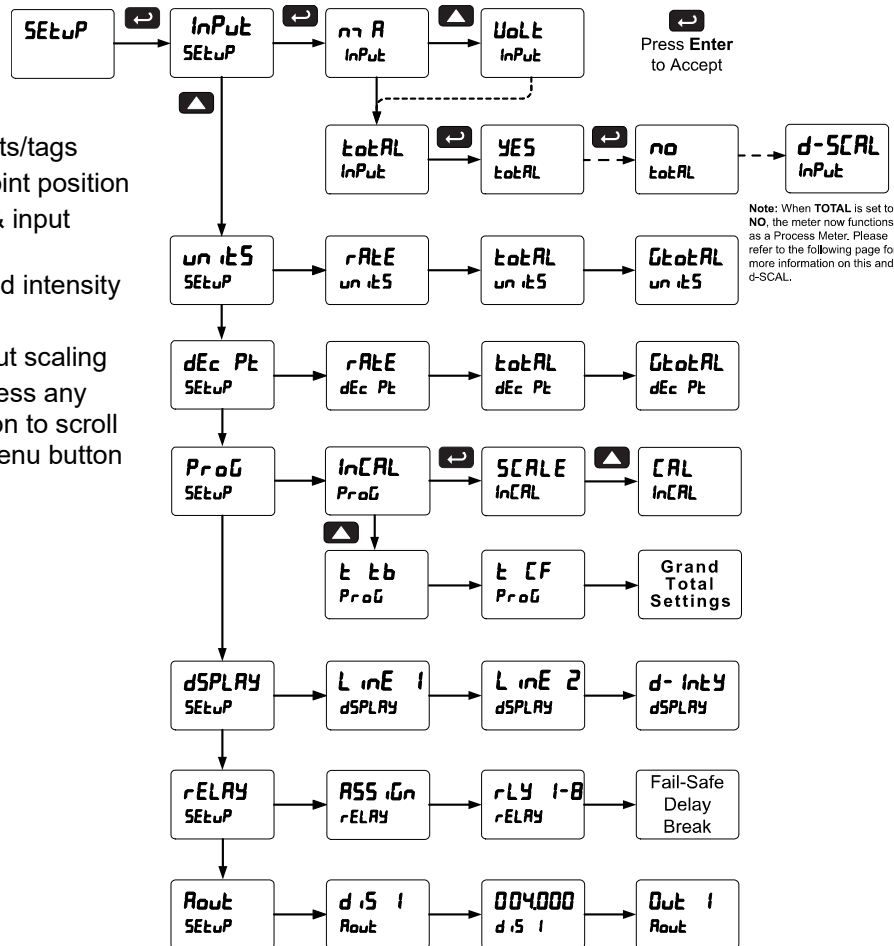 SEtuP
InPut
SEtuP
mA
InPut
VoLt
InPut
Press Enter
to Accept
totAL
InPut
YES
totAL
no
totAL
d-SCAL
InPut
Note: When TOTAL is set to
NO, the meter now functions
as a Process Meter. Please
refer to the following page for
more information on this and
d-SCAL.
ts/tags
oint position
& input
d intensity
ut scaling
ess any
on to scroll
enu button
unitS
SEtuP
rAtE
unitS
totAL
unitS
GtotAL
unitS
dEc Pt
SEtuP
rAtE
dEc Pt
totAL
dEc Pt
GtotAL
dEc Pt
ProG
SEtuP
InCAL
ProG
SCALE
InCAL
CAL
InCAL
t tb
ProG
t CF
ProG
Grand
Total
Settings
dSPLAY
SEtuP
LinE 1
dSPLAY
LinE 2
dSPLAY
d-IntY
dSPLAY
rELAY
SEtuP
ASSiGn
rELAY
rLY 1-8
rELAY
Fail-Safe
Delay
Break
Aout
SEtuP
diS 1
Aout
004.000
diS 1
Out 1
Aout